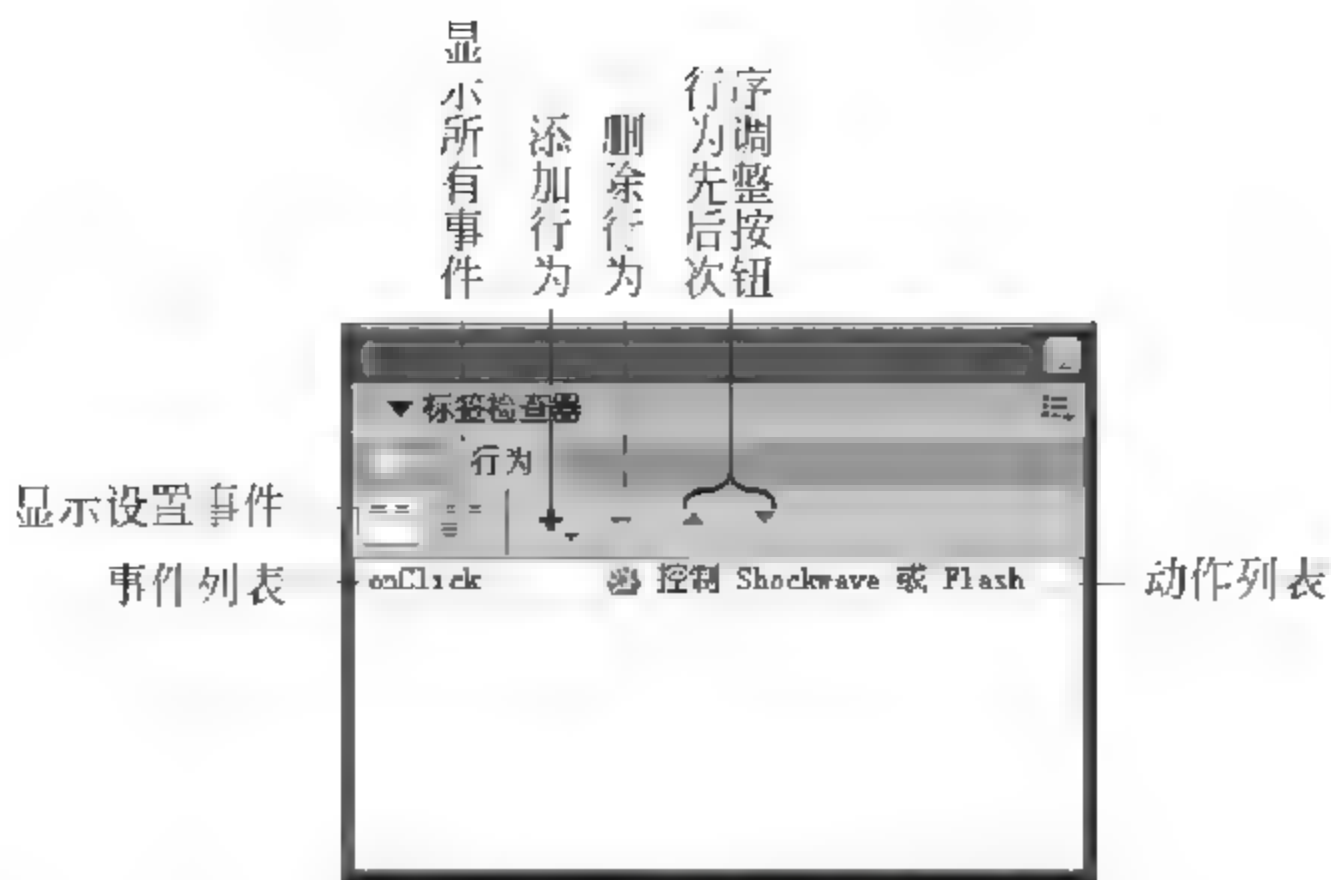 显示所有事件
添加行为
删除行为
行为先后次
序调整按钮
标签检查器
行为
显示设置事件
事件列表
onClick
控制 Shockwave 或 Flash
动作列表